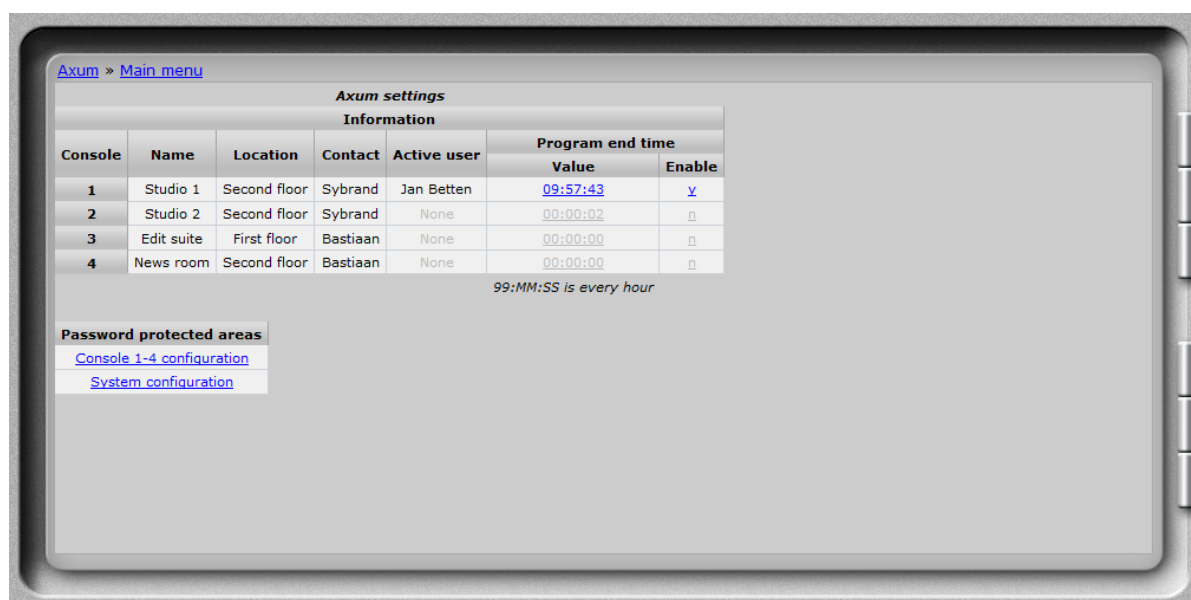 Axum » Main menu
Axum settings
Information
Console Name Location Contact Active user Program end time
Value Enable
1 Studio 1 Second floor Sybrand Jan Betten 09:57:43 y
2 Studio 2 Second floor Sybrand None 00:00:02 n
3 Edit suite First floor Bastiaan None 00:00:00 n
4 News room Second floor Bastiaan None 00:00:00 n
99:MM:SS is every hour
Password protected areas
Console 1-4 configuration
System configuration